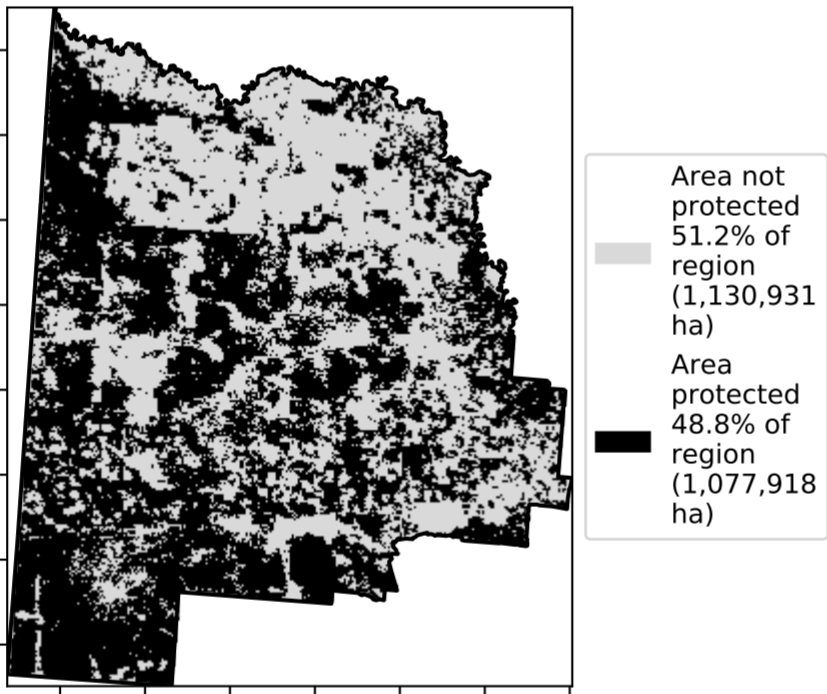 Area not
protected
51.2% of
region
(1,130,931
ha)
Area
protected
48.8% of
region
(1,077,918
ha)